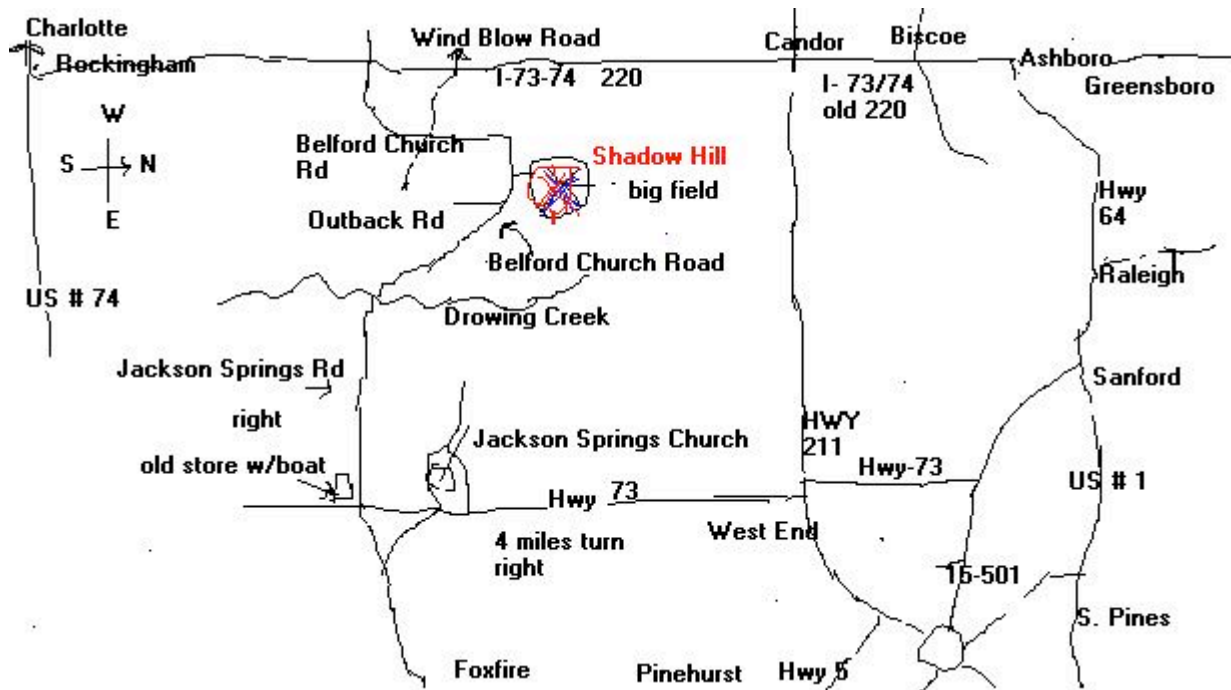 Charlotte
Wind Blow Road
Candor
Biscoe
Rockingham
Ashboro
I-73-74 220
I- 73/74
old 220
Greensboro
W
S N
E
Belford Church
Rd
Shadow Hill
big field
Hwy
64
Outback Rd
Belford Church Road
Raleigh
US # 74
Drowing Creek
Jackson Springs Rd
right
Sanford
HWY
211
Jackson Springs Church
old store w/boat
Hwy-73
US # 1
Hwy 73
West End
4 miles turn
right
15-501
S. Pines
Foxfire
Pinehurst
Hwy 5